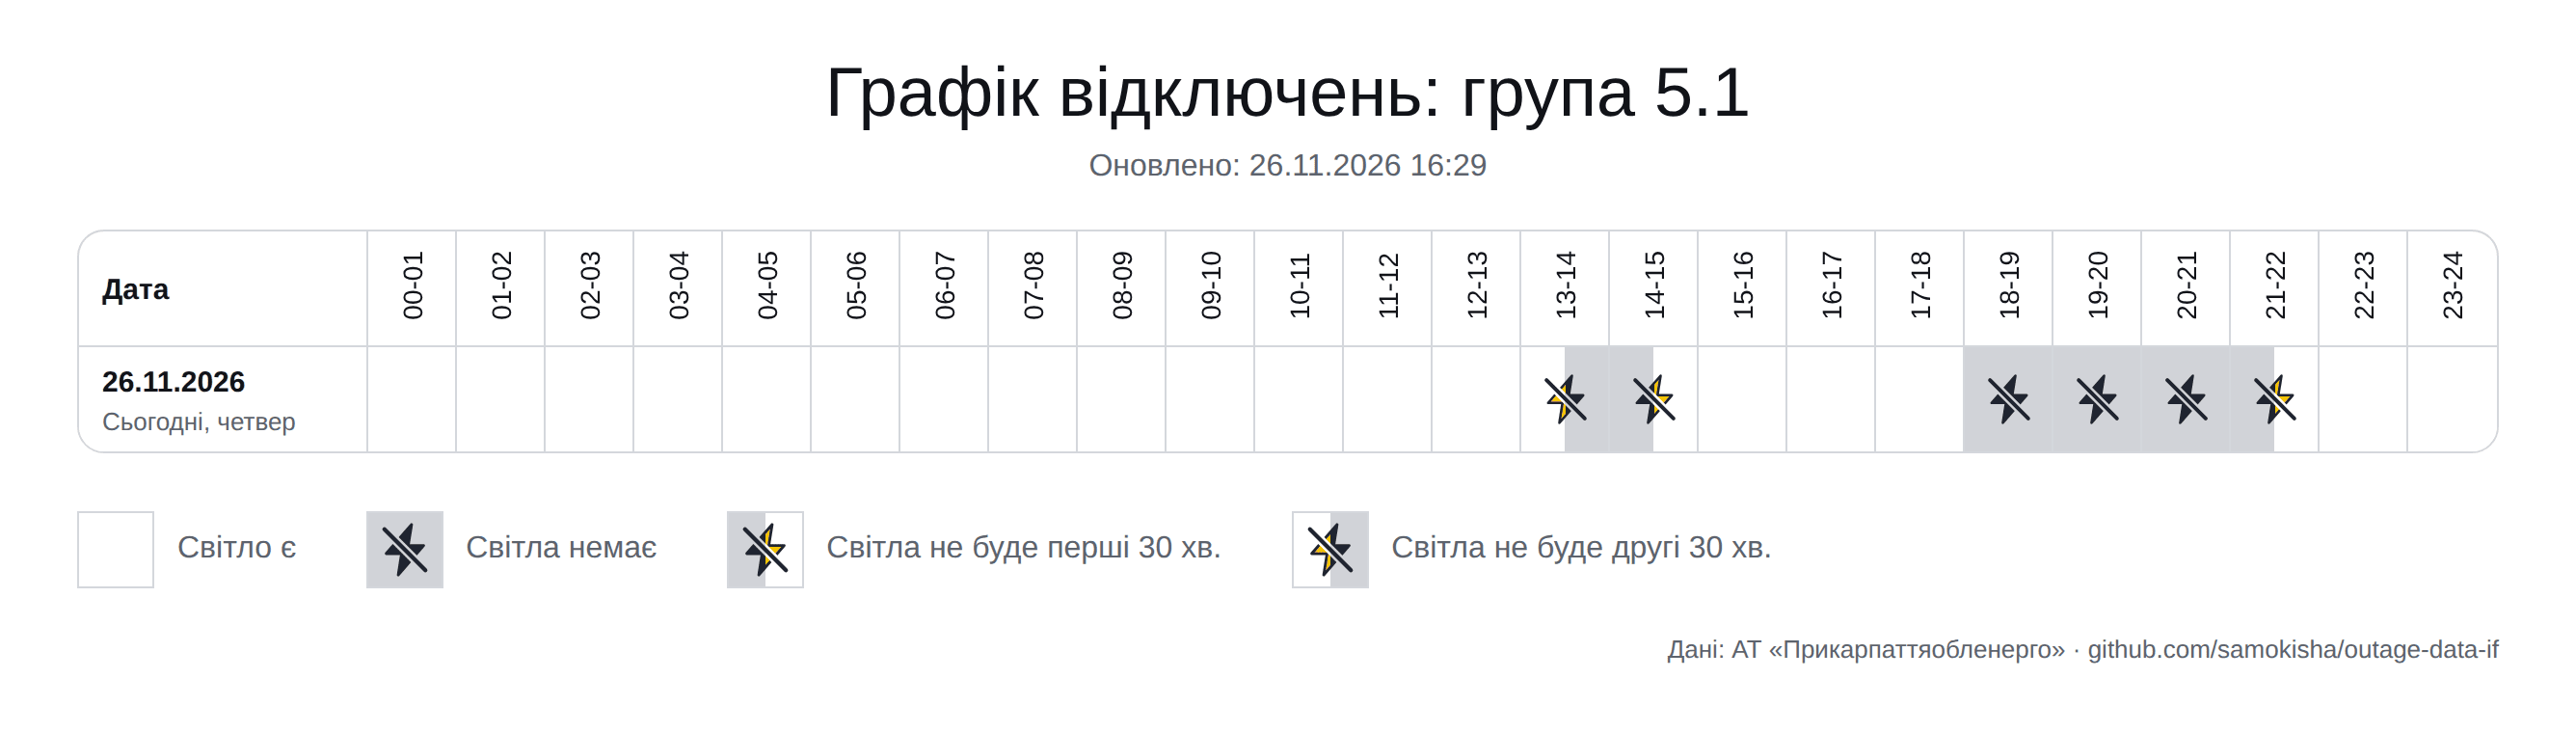 Графік відключень: група 5.1
Оновлено: 26.11.2026 16:29
Дата 00-01 01-02 02-03 03-04 04-05 05-06 06-07 07-08 08-09 09-10 10-11 11-12 12-13 13-14 14-15 15-16 16-17 17-18 18-19 19-20 20-21 21-22 22-23 23-24
26.11.2026
Сьогодні, четвер
Світло є Світла немає Світла не буде перші 30 хв. Світла не буде другі 30 хв.
Дані: АТ «Прикарпаттяобленерго» · github.com/samokisha/outage-data-if